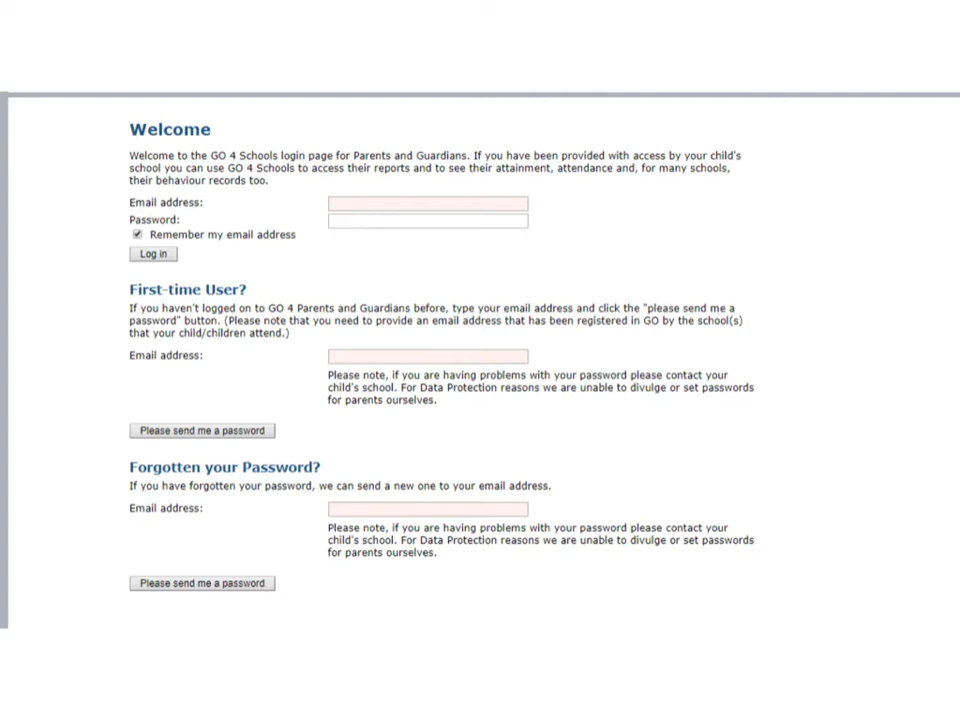 Welcome
Welcome to the GO 4 Schools login page for Parents and Guardians. If you have been provided with access by your child's
school you can use GO 4 Schools to access their reports and to see their attainment, attendance and, for many schools,
their behaviour records too.
Email address:
Password:
Remember my email address
Log in
First-time User?
If you haven't logged on to GO 4 Parents and Guardians before, type your email address and click the "please send me a
password" button. (Please note that you need to provide an email address that has been registered in GO by the school(s)
that your child/children attend.)
Email address:
Please note, if you are having problems with your password please contact your
child's school. For Data Protection reasons we are unable to divulge or set passwords
for parents ourselves.
Please send me a password
Forgotten your Password?
If you have forgotten your password, we can send a new one to your email address.
Email address:
Please note, if you are having problems with your password please contact your
child's school. For Data Protection reasons we are unable to divulge or set passwords
for parents ourselves.
Please send me a password